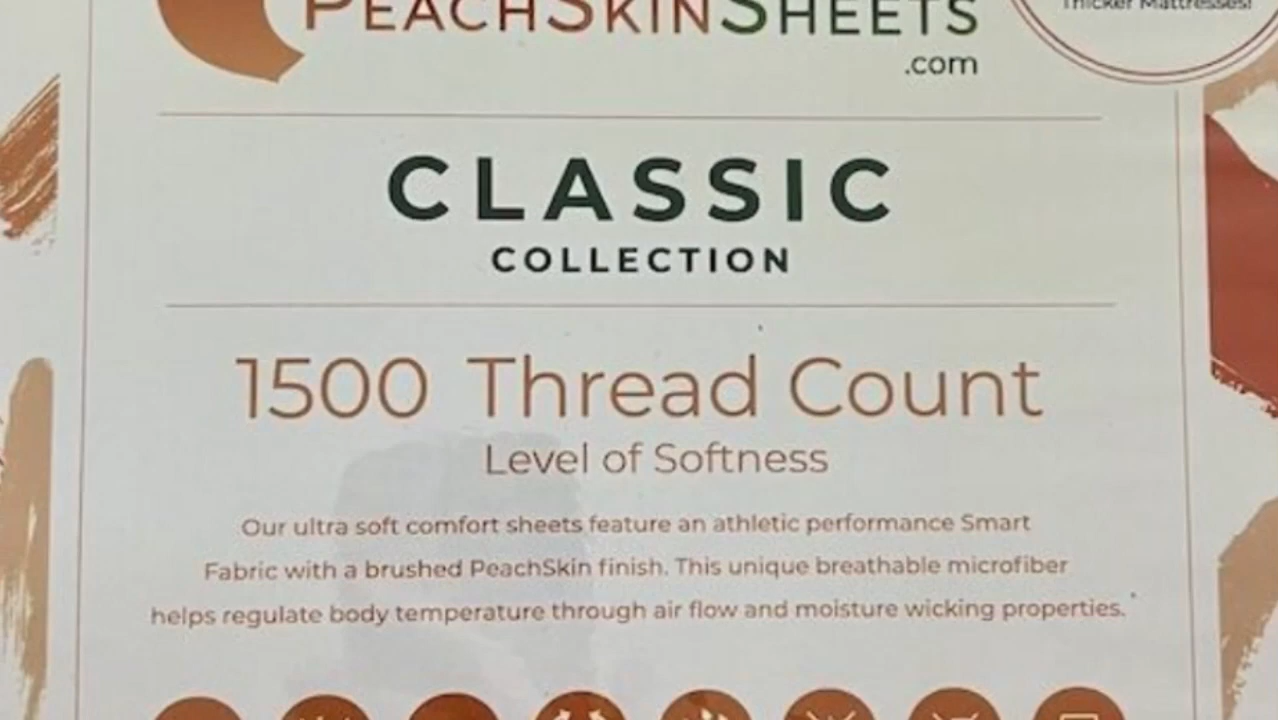 Thicker Mattresses!
PEACHSKINSHEETS
.com
CLASSIC
COLLECTION
1500 Thread Count
Level of Softness
Our ultra soft comfort sheets feature an athletic performance Smart
Fabric with a brushed PeachSkin finish. This unique breathable microfiber
helps regulate body temperature through air flow and moisture wicking properties.